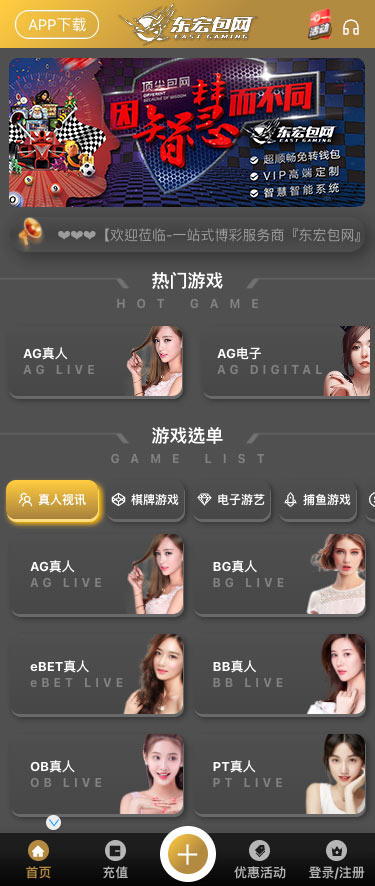 APP下载
东宏包网
EAST GAMING
活动
顶尖包网
DIFFERENT
BECAUSE OF WISDOM
因智慧而不同
东宏包网
EAST GAMING
超顺畅免转钱包
VIP高端定制
智慧智能系统
❤❤❤【欢迎莅临-一站式博彩服务商『东宏包网』
热门游戏
HOT GAME
AG真人
AG LIVE
AG电子
AG DIGITAL
游戏选单
GAME LIST
真人视讯 棋牌游戏 电子游艺 捕鱼游戏
AG真人
AG LIVE
BG真人
BG LIVE
eBET真人
eBET LIVE
BB真人
BB LIVE
OB真人
OB LIVE
PT真人
PT LIVE
首页 充值 优惠活动 登录/注册